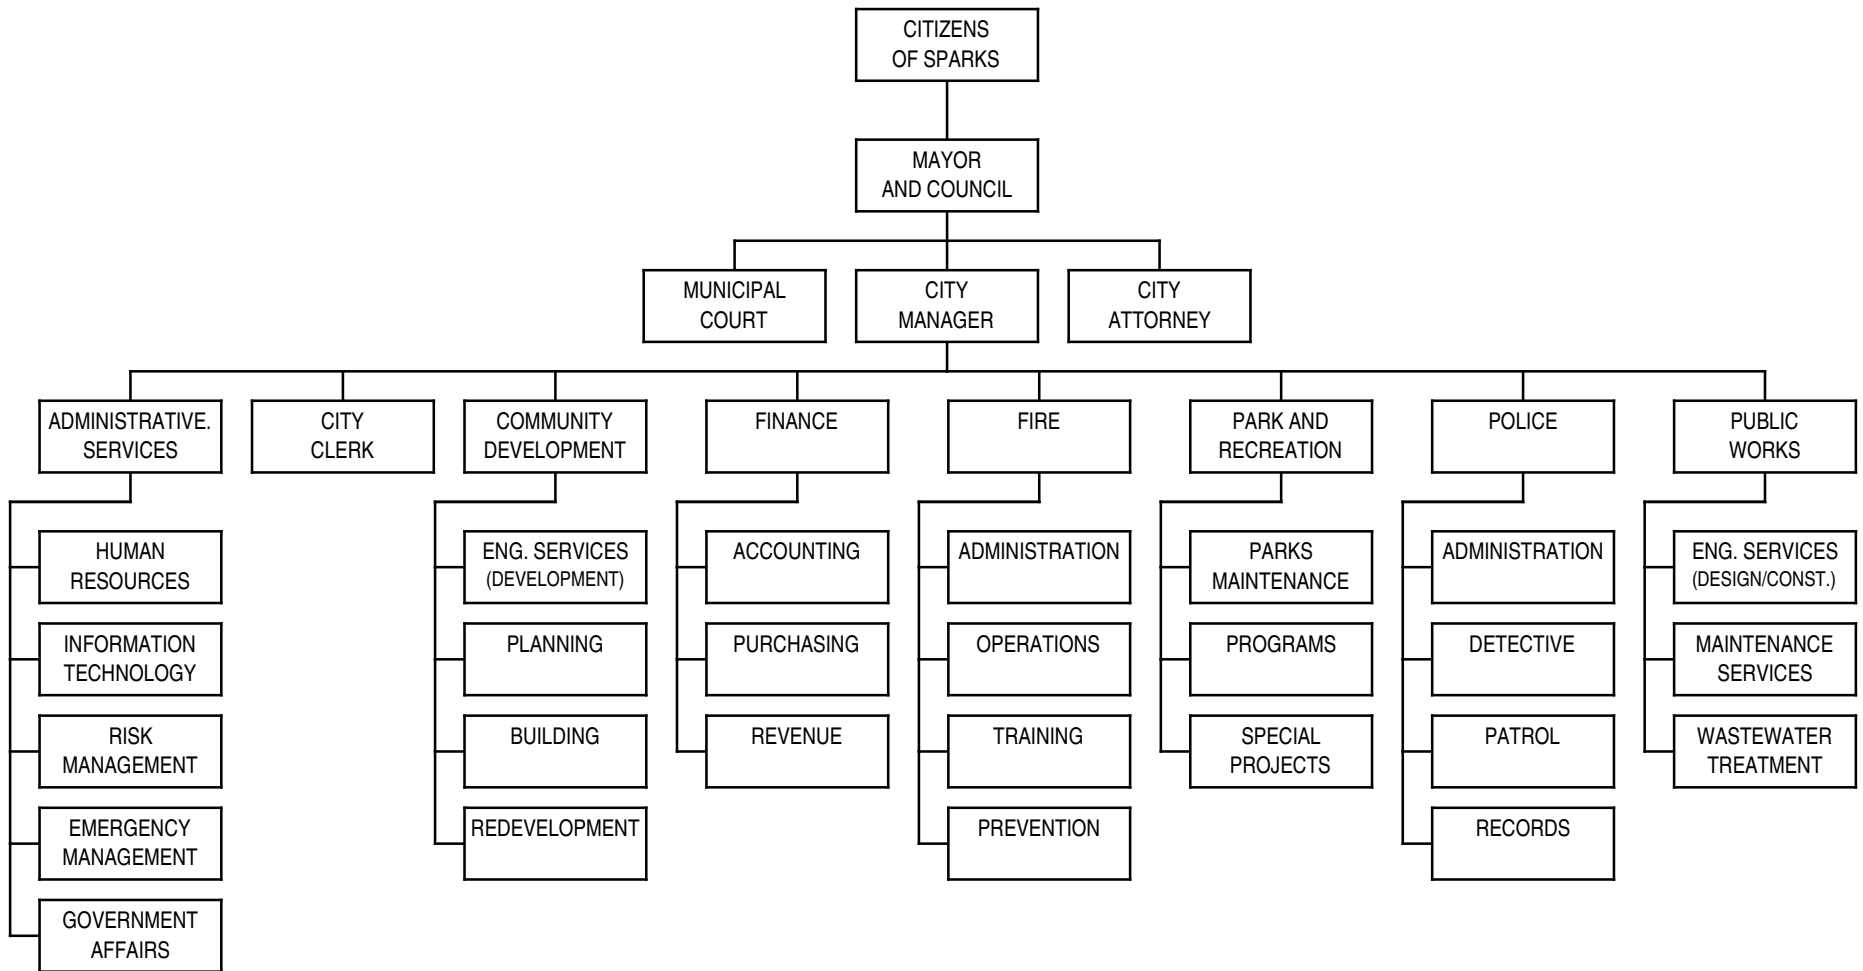 CITIZENS
OF SPARKS
MAYOR
AND COUNCIL
MUNICIPAL
COURT
CITY
MANAGER
CITY
ATTORNEY
ADMINISTRATIVE.
SERVICES
CITY
CLERK
COMMUNITY
DEVELOPMENT
FINANCE
FIRE
PARK AND
RECREATION
POLICE
PUBLIC
WORKS
HUMAN
RESOURCES
INFORMATION
TECHNOLOGY
RISK
MANAGEMENT
EMERGENCY
MANAGEMENT
GOVERNMENT
AFFAIRS
ENG. SERVICES
(DEVELOPMENT)
PLANNING
BUILDING
REDEVELOPMENT
ACCOUNTING
PURCHASING
REVENUE
ADMINISTRATION
OPERATIONS
TRAINING
PREVENTION
PARKS
MAINTENANCE
PROGRAMS
SPECIAL
PROJECTS
ADMINISTRATION
DETECTIVE
PATROL
RECORDS
ENG. SERVICES
(DESIGN/CONST.)
MAINTENANCE
SERVICES
WASTEWATER
TREATMENT